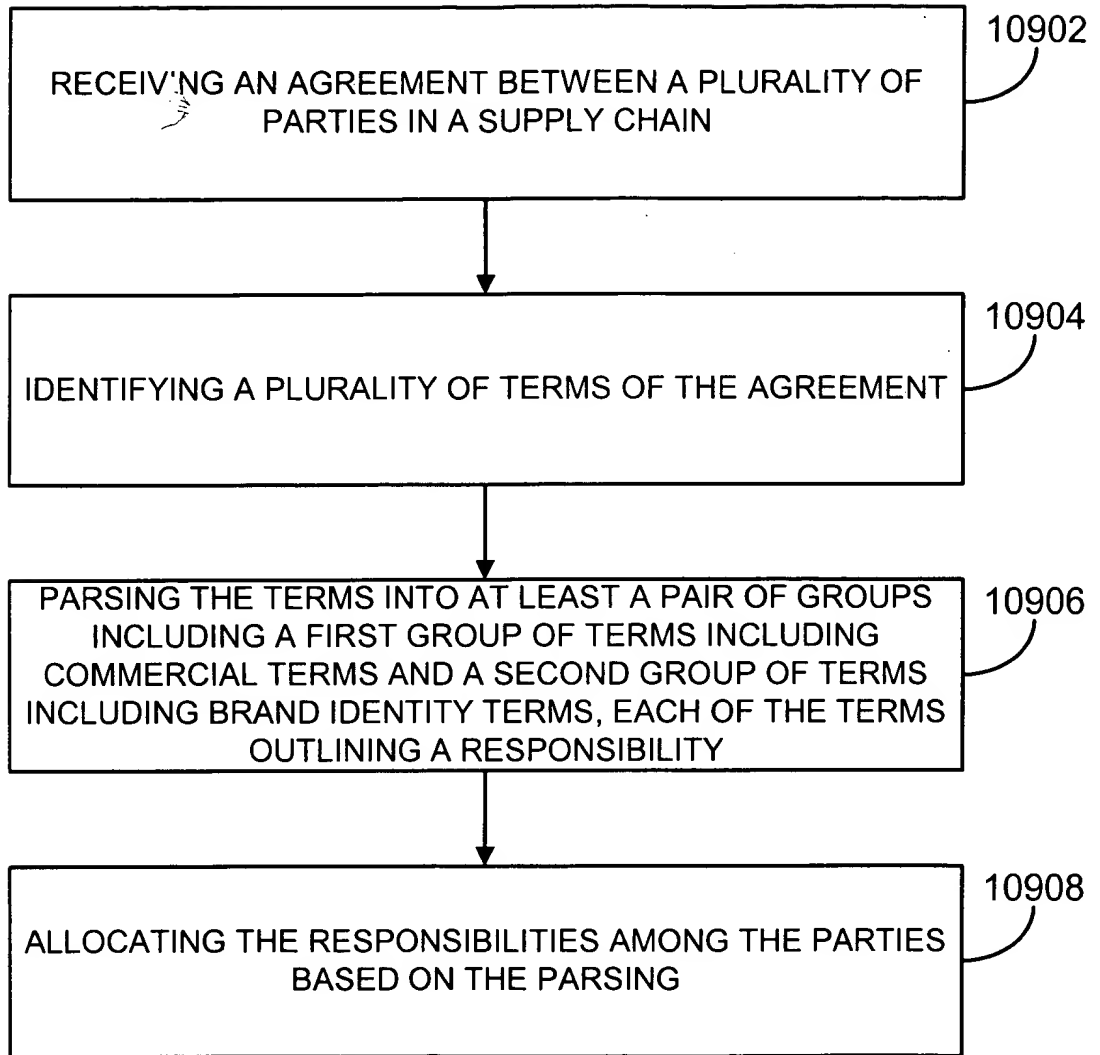 10902
RECEIVING AN AGREEMENT BETWEEN A PLURALITY OF
PARTIES IN A SUPPLY CHAIN
10904
IDENTIFYING A PLURALITY OF TERMS OF THE AGREEMENT
10906
PARSING THE TERMS INTO AT LEAST A PAIR OF GROUPS
INCLUDING A FIRST GROUP OF TERMS INCLUDING
COMMERCIAL TERMS AND A SECOND GROUP OF TERMS
INCLUDING BRAND IDENTITY TERMS, EACH OF THE TERMS
OUTLINING A RESPONSIBILITY
10908
ALLOCATING THE RESPONSIBILITIES AMONG THE PARTIES
BASED ON THE PARSING